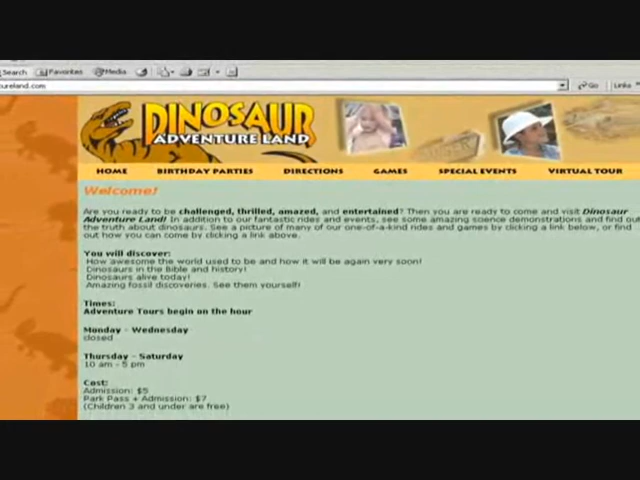 Search Favorites Media
ureland.com Go Links
DINOSAUR
ADVENTURE LAND
HOME BIRTHDAY PARTIES DIRECTIONS GAMES SPECIAL EVENTS VIRTUAL TOUR
Welcome!
Are you ready to be challenged, thrilled, amazed, and entertained? Then you are ready to come and visit Dinosaur
Adventure Land! In addition to our fantastic rides and events, see some amazing science demonstrations and find out
the truth about dinosaurs. See a picture of many of our one-of-a-kind rides and games by clicking a link below, or find
out how you can come by clicking a link above.
You will discover:
How awesome the world used to be and how it will be again very soon!
Dinosaurs in the Bible and history!
Dinosaurs alive today!
Amazing fossil discoveries. See them yourself!
Times:
Adventure Tours begin on the hour
Monday - Wednesday
closed
Thursday - Saturday
10 am - 5 pm
Cost:
Admission: $5
Park Pass + Admission: $7
(Children 3 and under are free)